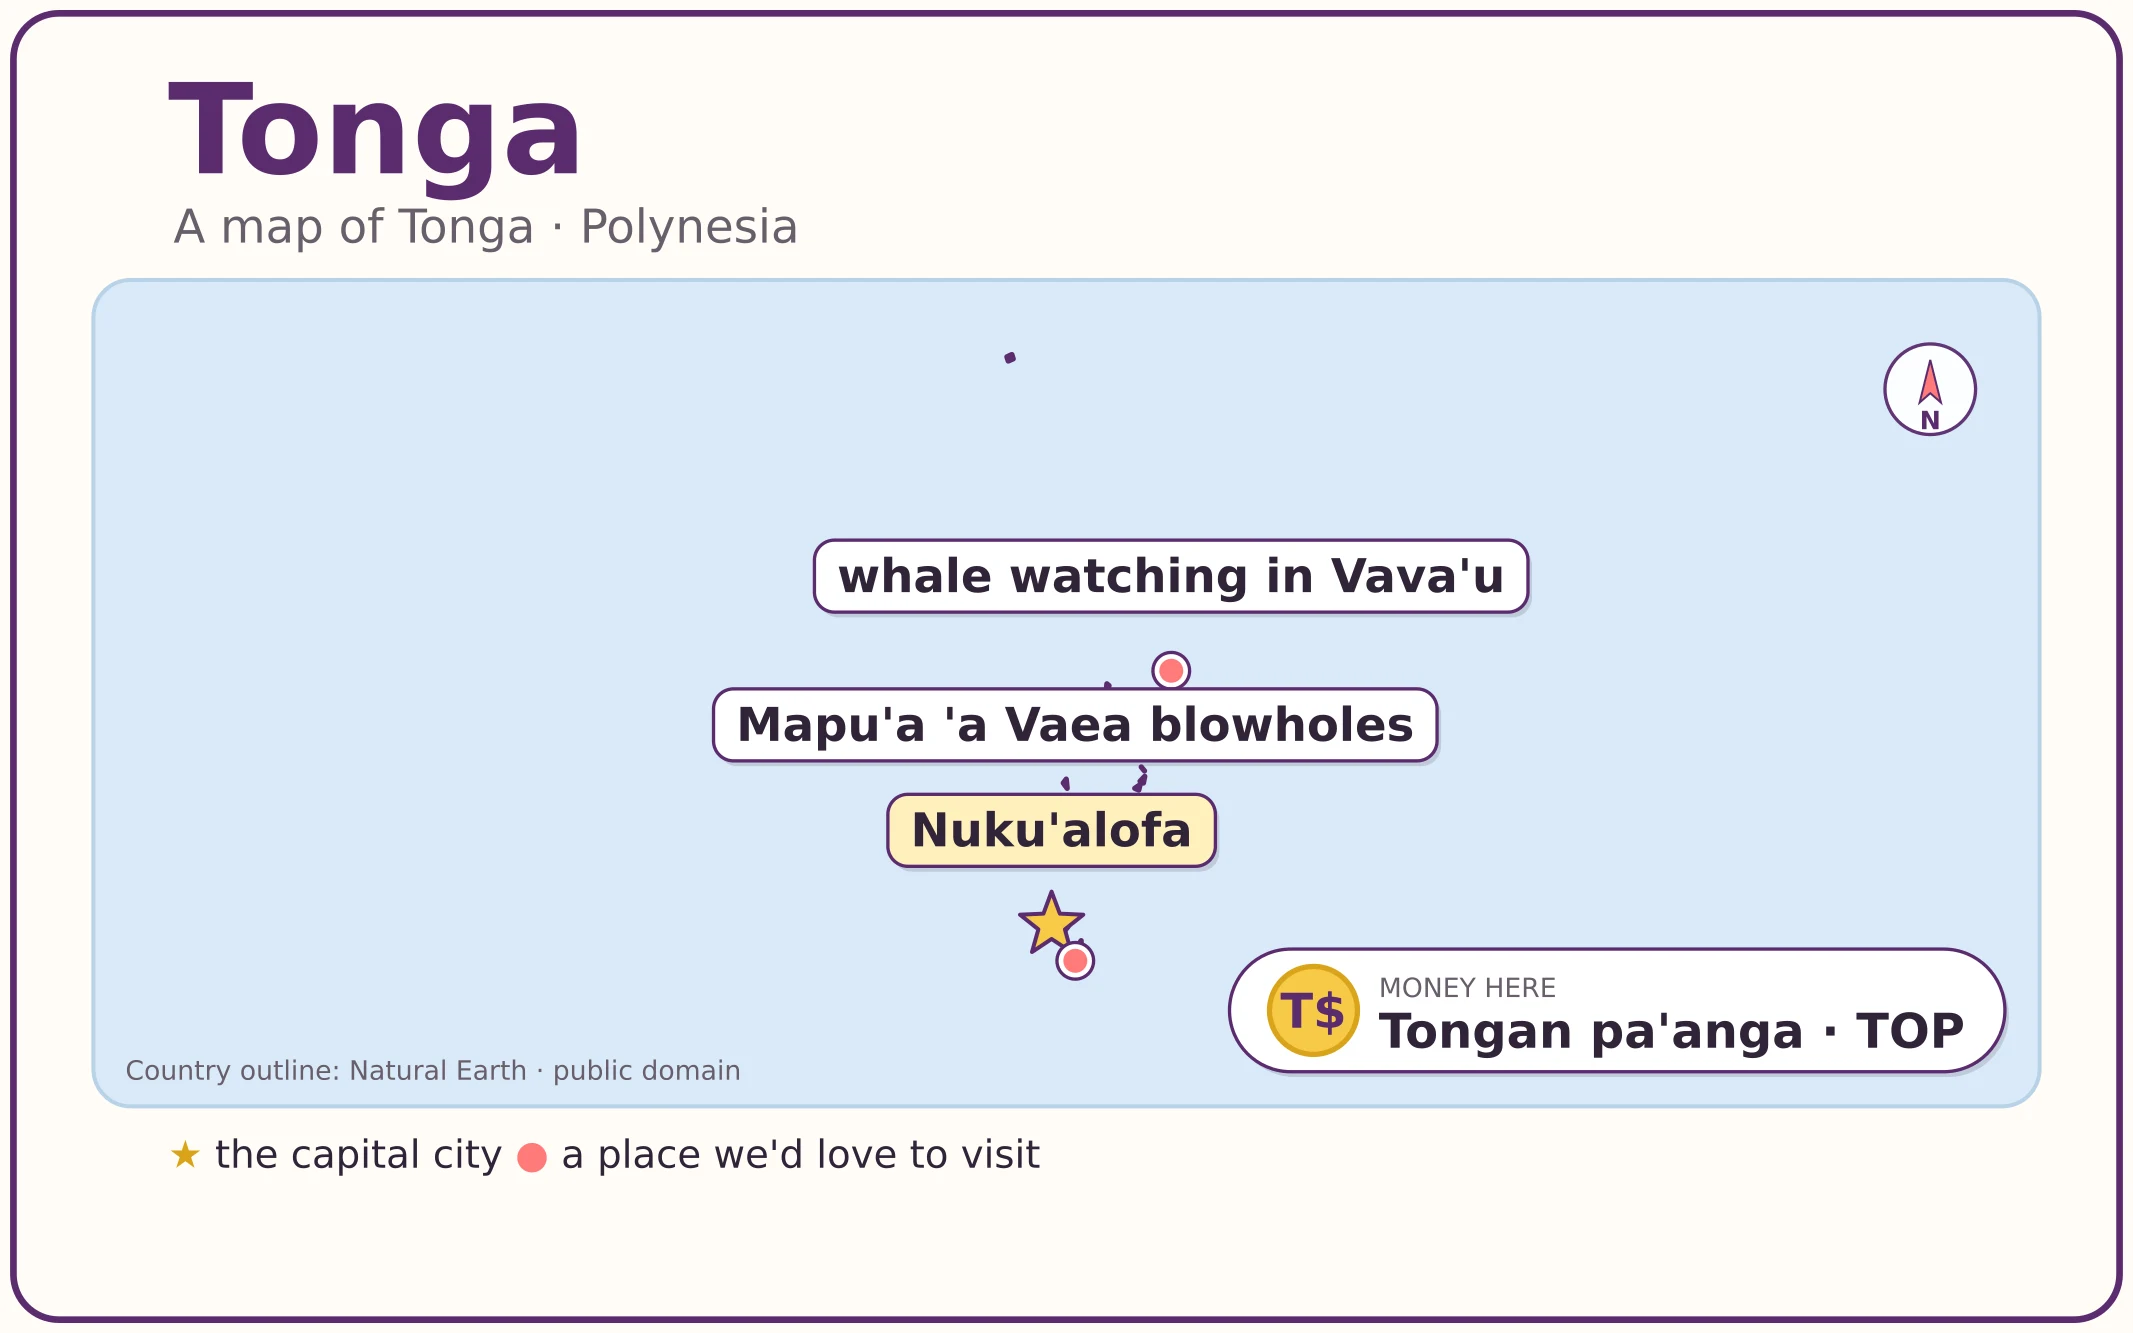 Tonga
A map of Tonga · Polynesia
N
whale watching in Vava'u
Mapu'a 'a Vaea blowholes
Nuku'alofa
T$
MONEY HERE
Tongan pa'anga · TOP
Country outline: Natural Earth · public domain
★ the capital city ● a place we'd love to visit